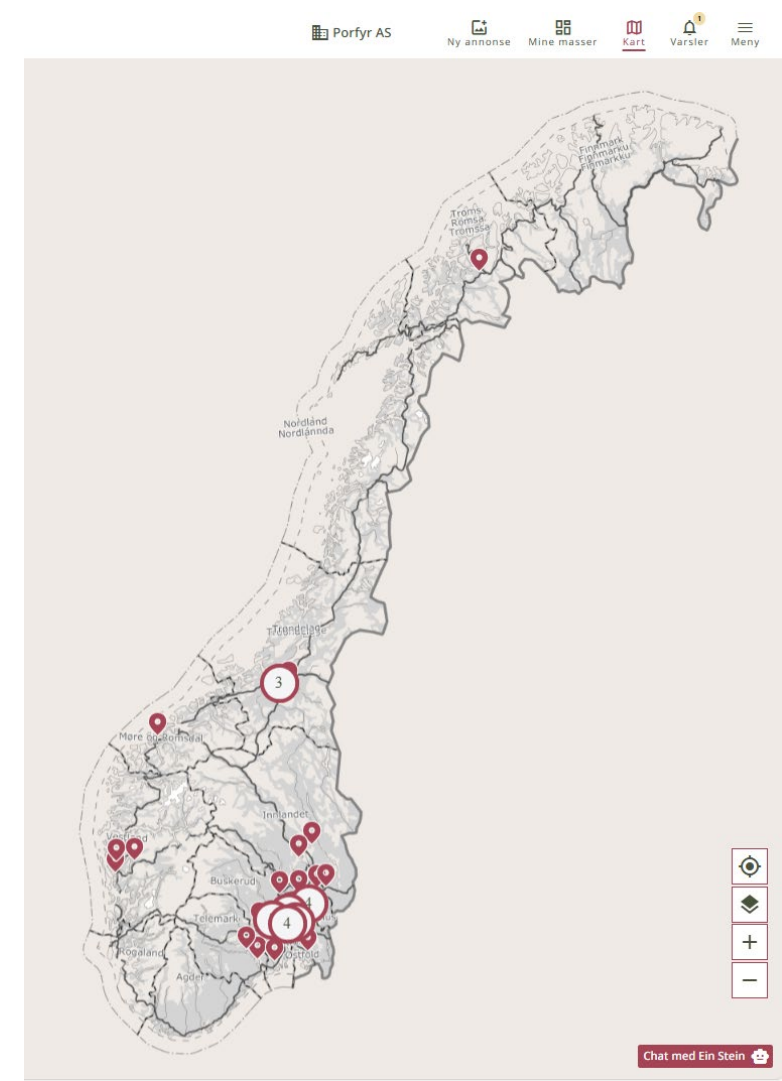 Porfyr AS
Ny annonse
Mine masser
Kart
1
Varsler
Meny
Finnmark
Finnmárku
Finmarkku
Troms
Romsa
Tromssa
Nordland
Nordlánnda
Trøndelag
3
Møre og Romsdal
Innlandet
Vestland
Buskerud
4
Telemark
4
Rogaland
Østfold
Agder
+
−
Chat med Ein Stein